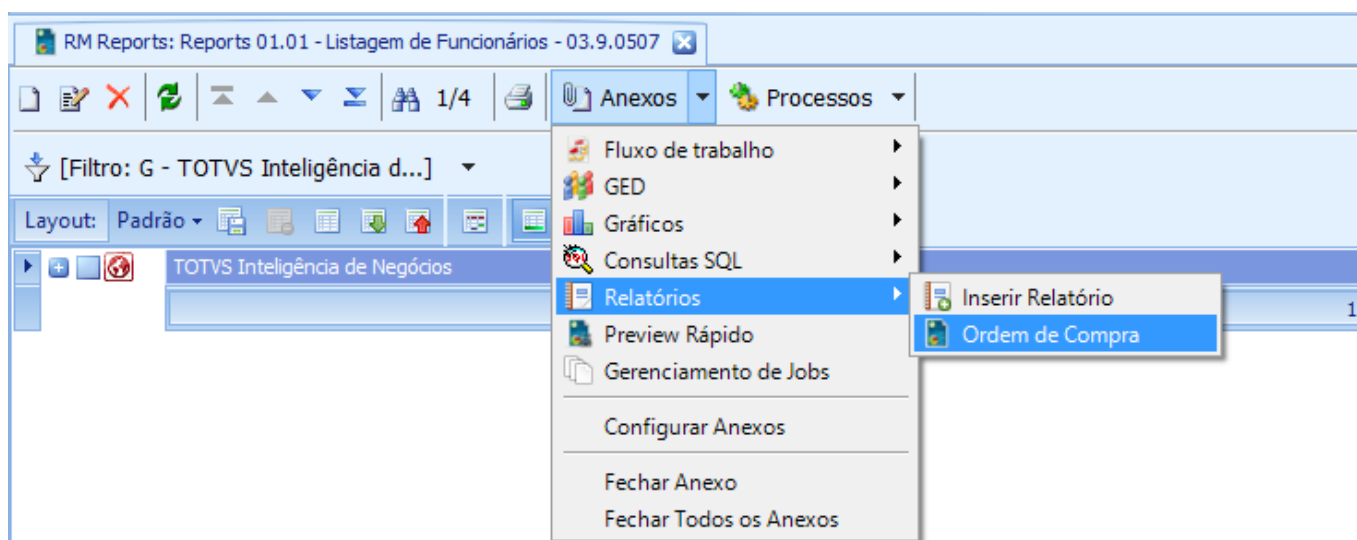 RM Reports: Reports 01.01 - Listagem de Funcionários - 03.9.0507
1/4 Anexos Processos
[Filtro: G - TOTVS Inteligência d...]
Layout: Padrão
TOTVS Inteligência de Negócios
1
Fluxo de trabalho
GED
Gráficos
Consultas SQL
Relatórios
Preview Rápido
Gerenciamento de Jobs
Configurar Anexos
Fechar Anexo
Fechar Todos os Anexos
Inserir Relatório
Ordem de Compra